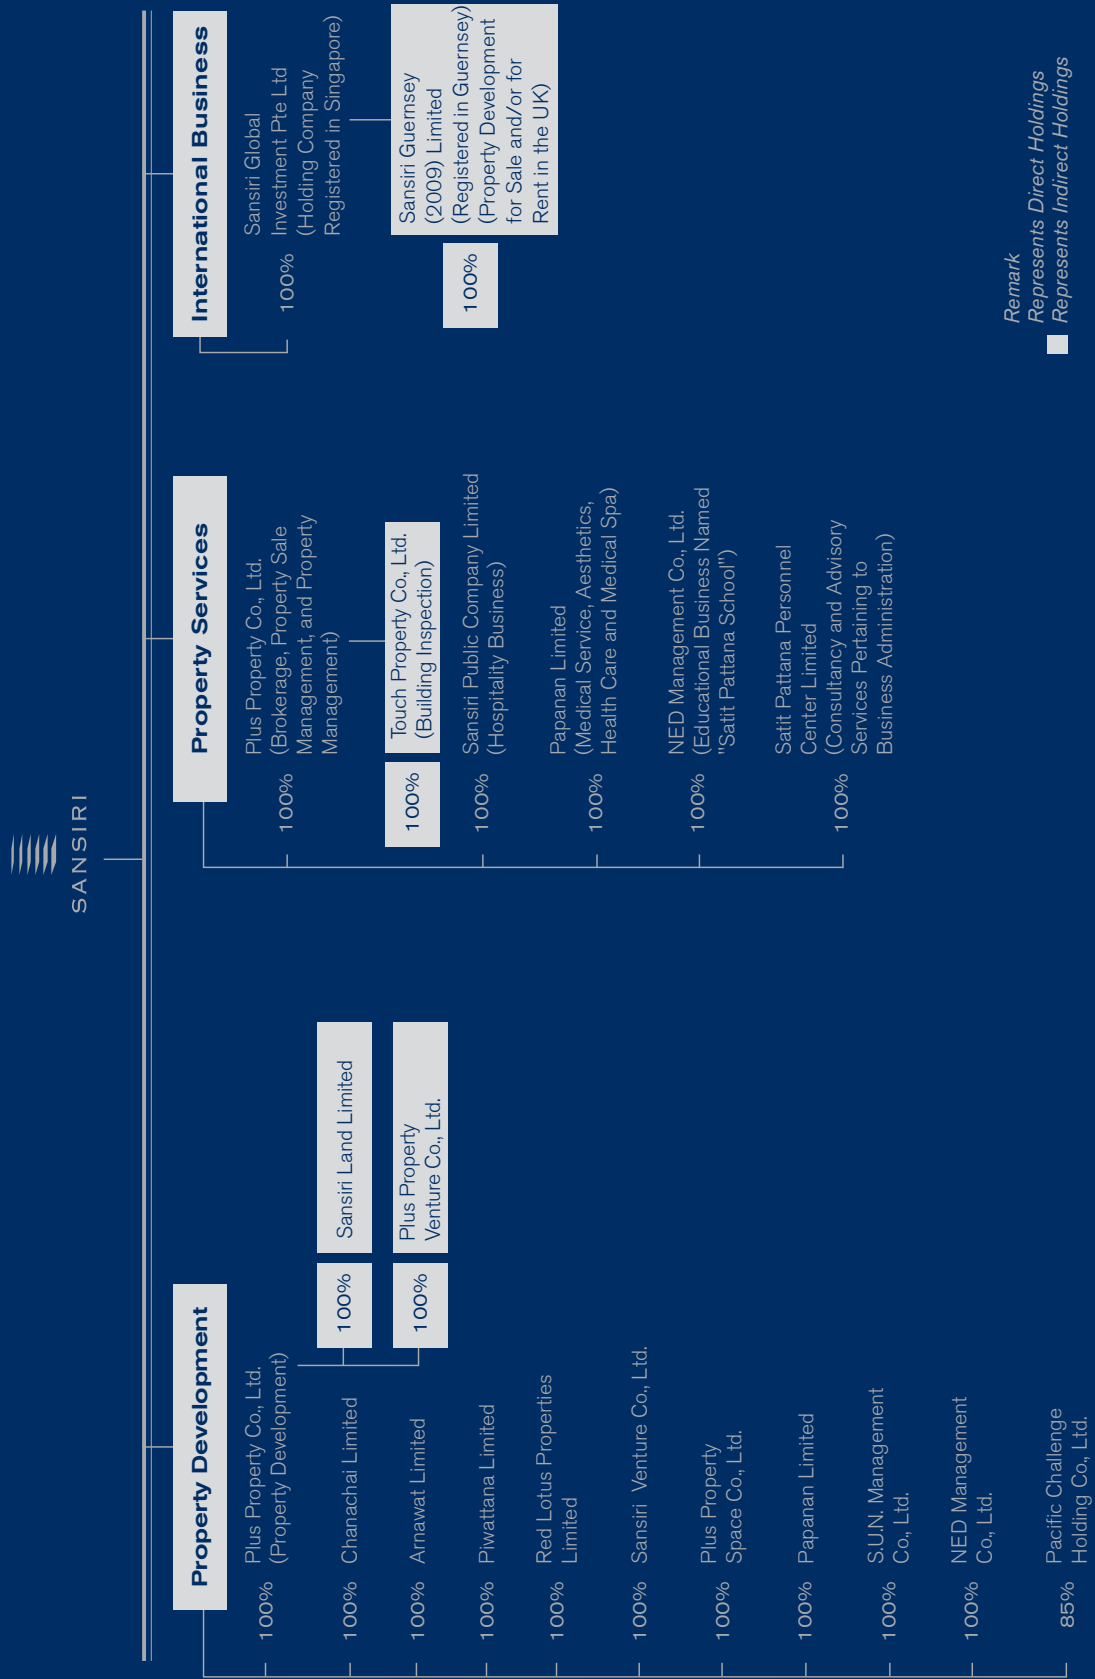 SANSIRI
Property Development
100%
Plus Property Co., Ltd.
(Property Development)
100%
Sansiri Land Limited
100%
Plus Property
Venture Co., Ltd.
100%
Chanachai Limited
100%
Arnawat Limited
100%
Piwattana Limited
100%
Red Lotus Properties
Limited
100%
Sansiri Venture Co., Ltd.
100%
Plus Property
Space Co., Ltd.
100%
Papanan Limited
100%
S.U.N. Management
Co., Ltd.
100%
NED Management
Co., Ltd.
85%
Pacific Challenge
Holding Co., Ltd.
Property Services
100%
Plus Property Co., Ltd.
(Brokerage, Property Sale
Management, and Property
Management)
100%
Touch Property Co., Ltd.
(Building Inspection)
100%
Sansiri Public Company Limited
(Hospitality Business)
100%
Papanan Limited
(Medical Service, Aesthetics,
Health Care and Medical Spa)
100%
NED Management Co., Ltd.
(Educational Business Named
"Satit Pattana School")
100%
Satit Pattana Personnel
Center Limited
(Consultancy and Advisory
Services Pertaining to
Business Administration)
International Business
100%
Sansiri Global
Investment Pte Ltd
(Holding Company
Registered in Singapore)
100%
Sansiri Guernsey
(2009) Limited
(Registered in Guernsey)
(Property Development
for Sale and/or for
Rent in the UK)
Remark
Represents Direct Holdings
Represents Indirect Holdings